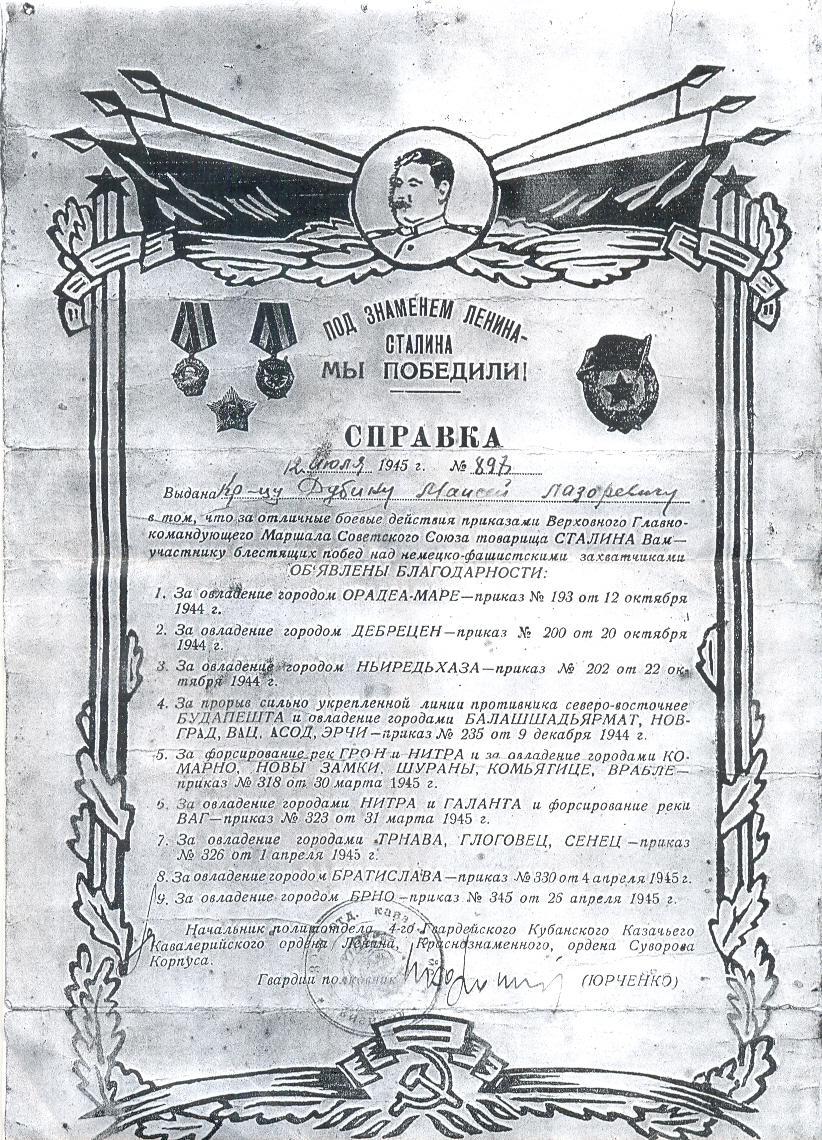 ПОД ЗНАМЕНЕМ ЛЕНИНА-
СТАЛИНА
МЫ ПОБЕДИЛИ!
СПРАВКА
12 июля 1945 г. № 897
Выдана Кр-цу Дубину Маисей Лазоревичу
в том, что за отличные боевые действия приказами Верховного Главно-
командующего Маршала Советского Союза товарища СТАЛИНА Вам—
участнику блестящих побед над немецко-фашистскими захватчиками
ОБ'ЯВЛЕНЫ БЛАГОДАРНОСТИ:
1. За овладение городом ОРАДЕА-МАРЕ—приказ № 193 от 12 октября
1944 г.
2. За овладение городом ДЕБРЕЦЕН—приказ № 200 от 20 октября
1944 г.
3. За овладение городом НЬИРЕДЬХАЗА—приказ № 202 от 22 ок-
тября 1944 г.
4. За прорыв сильно укрепленной линии противника северо-восточнее
БУДАПЕШТА и овладение городами БАЛАШШАДЬЯРМАТ, НОВ-
ГРАД, ВАЦ, АСОД, ЭРЧИ—приказ № 235 от 9 декабря 1944 г.
5. За форсирование рек ГРОН и НИТРА и за овладение городами КО-
МАРНО, НОВЫ ЗАМКИ, ШУРАНЫ, КОМЬЯТИЦЕ, ВРАБЛЕ—
приказ № 318 от 30 марта 1945 г.
6. За овладение городами НИТРА и ГАЛАНТА и форсирование реки
ВАГ—приказ № 323 от 31 марта 1945 г.
7. За овладение городами ТРНАВА, ГЛОГОВЕЦ, СЕНЕЦ—приказ
№ 326 от 1 апреля 1945 г.
8. За овладение городом БРАТИСЛАВА—приказ № 330 от 4 апреля 1945 г.
9. За овладение городом БРНО—приказ № 345 от 26 апреля 1945 г.
Начальник политотдела 4-го Гвардейского Кубанского Казачьего
Кавалерийского ордена Ленина, Краснознаменного, ордена Суворова
Корпуса.
Гвардии полковник (ЮРЧЕНКО)